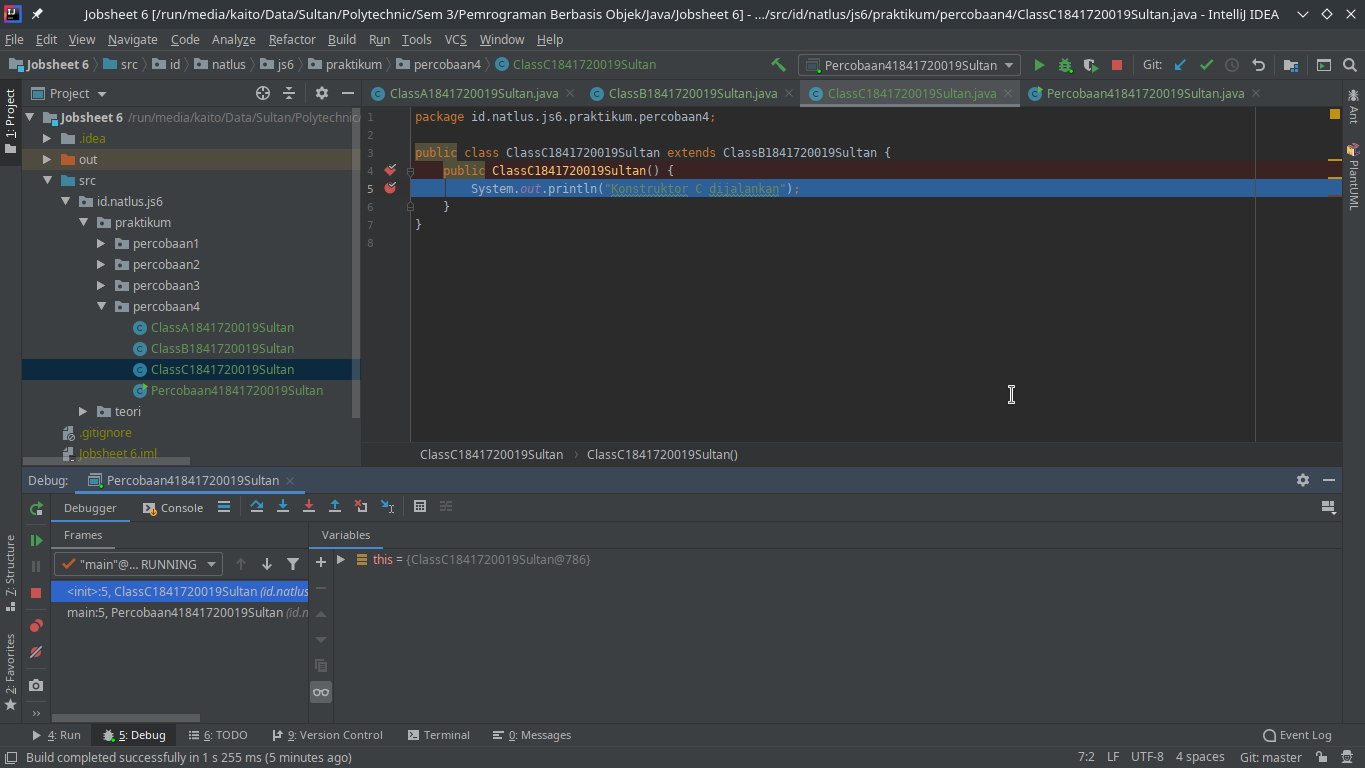 Jobsheet 6 [/run/media/kaito/Data/Sultan/Polytechnic/Sem 3/Pemrograman Berbasis Objek/Java/Jobsheet 6] - .../src/id/natlus/js6/praktikum/percobaan4/ClassC1841720019Sultan.java - IntelliJ IDEA
File Edit View Navigate Code Analyze Refactor Build Run Tools VCS Window Help
Jobsheet 6 src id natlus js6 praktikum percobaan4 ClassC1841720019Sultan Percobaan41841720019Sultan Git:
1: Project
Project
ClassA1841720019Sultan.java ClassB1841720019Sultan.java ClassC1841720019Sultan.java Percobaan41841720019Sultan.java
Ant
PlantUML
Jobsheet 6 /run/media/kaito/Data/Sultan/Polytechnic/
.idea
out
src
id.natlus.js6
praktikum
percobaan1
percobaan2
percobaan3
percobaan4
ClassA1841720019Sultan
ClassB1841720019Sultan
ClassC1841720019Sultan
Percobaan41841720019Sultan
teori
.gitignore
Jobsheet 6.iml
1 package id.natlus.js6.praktikum.percobaan4;
2
3 public class ClassC1841720019Sultan extends ClassB1841720019Sultan {
4 public ClassC1841720019Sultan() {
5 System.out.println("Konstruktor C dijalankan");
6 }
7 }
8
ClassC1841720019Sultan ClassC1841720019Sultan()
Debug: Percobaan41841720019Sultan
Debugger Console
Frames Variables
"main"@... RUNNING
<init>:5, ClassC1841720019Sultan (id.natlus
main:5, Percobaan41841720019Sultan (id.n
this = {ClassC1841720019Sultan@786}
7: Structure
2: Favorites
4: Run 5: Debug 6: TODO 9: Version Control Terminal 0: Messages Event Log
Build completed successfully in 1 s 255 ms (5 minutes ago) 7:2 LF UTF-8 4 spaces Git: master